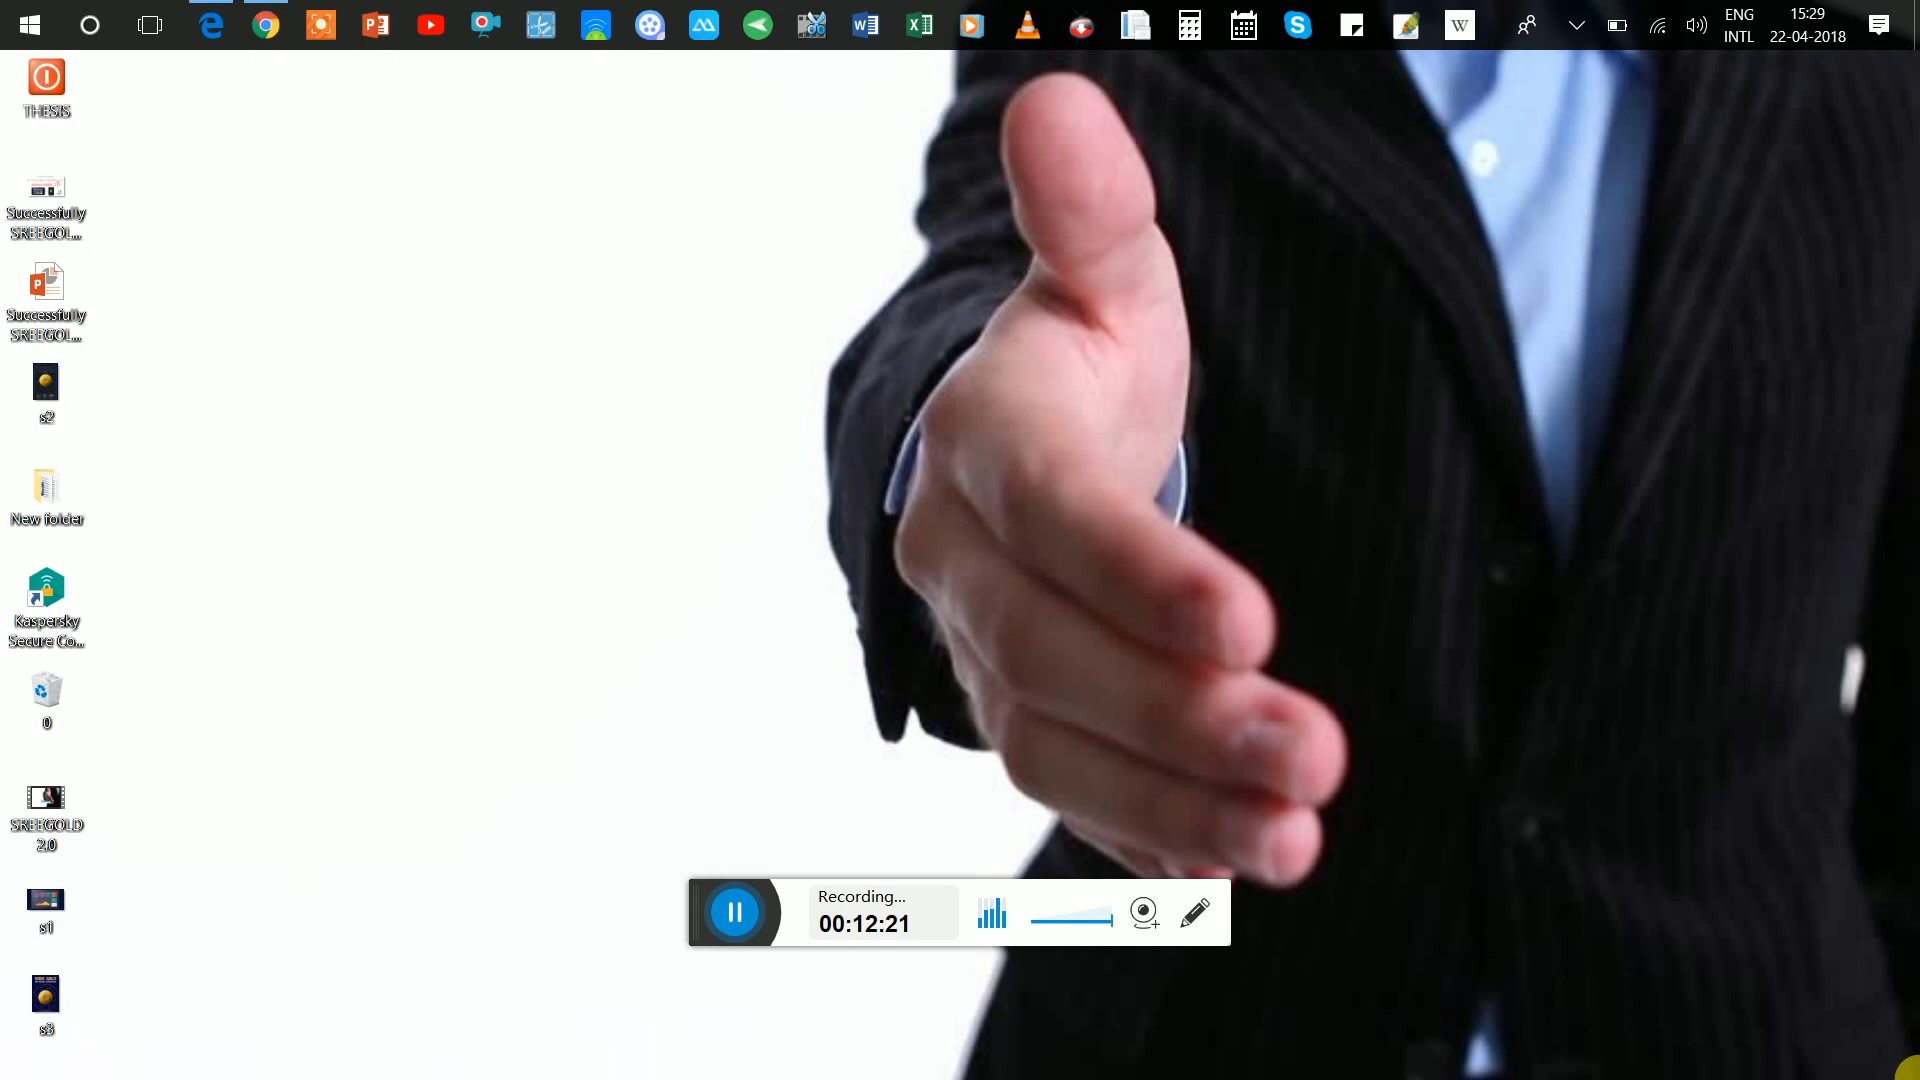 ENG
INTL
15:29
22-04-2018
THESIS
Successfully
SREEGOL...
Successfully
SREEGOL...
s2
New folder
Kaspersky
Secure Co...
0
SREEGOLD
2.0
s1
s3
Recording...
00:12:21